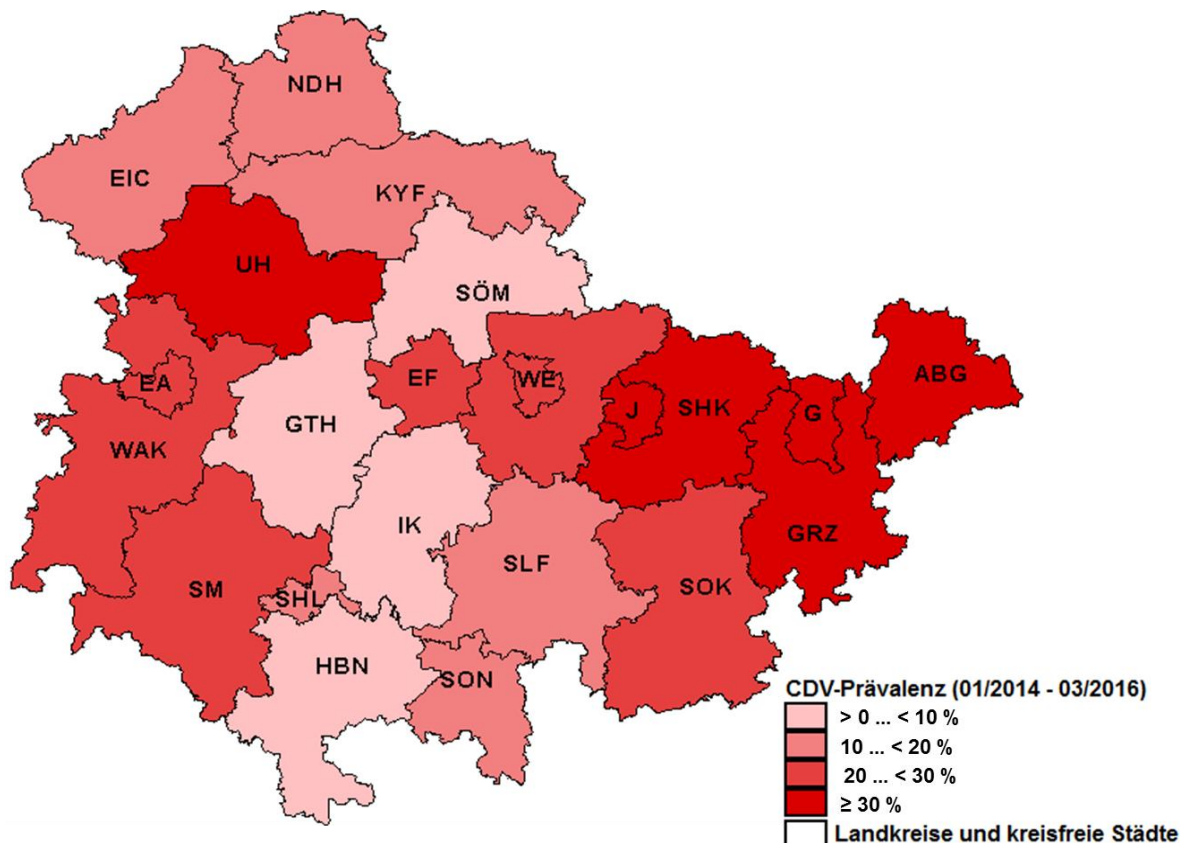 NDH
EIC
KYF
UH
SÖM
EA
EF
WE
J
SHK
G
ABG
GTH
WAK
IK
GRZ
SLF
SM
SHL
SOK
HBN
SON
CDV-Prävalenz (01/2014 - 03/2016)
> 0 ... < 10 %
10 ... < 20 %
20 ... < 30 %
≥ 30 %
Landkreise und kreisfreie Städte